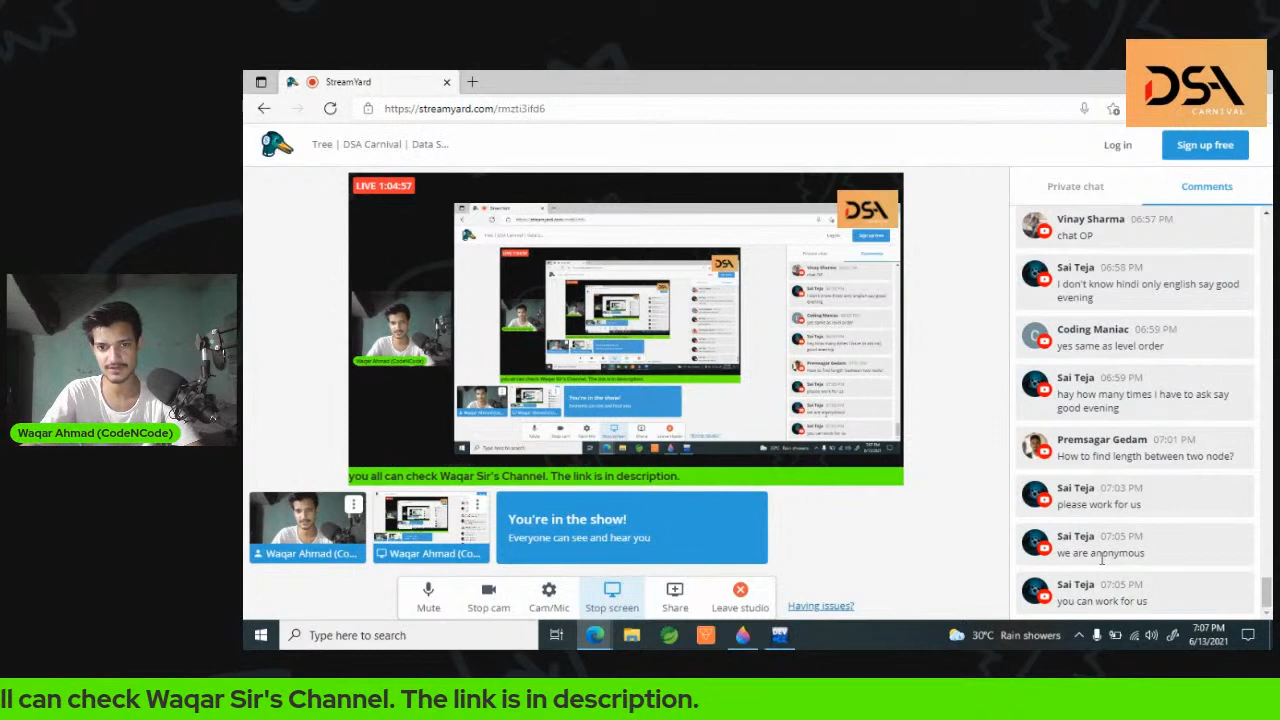 DSA
CARNIVAL
StreamYard
https://streamyard.com/rmzti3ifd6
Tree | DSA Carnival | Data S...
Log in
Sign up free
Private chat
Comments
LIVE 1:04:57
DSA
Vinay Sharma 06:57 PM
chat OP
Sai Teja 06:58 PM
I don't know hindi only english say good
evening
Coding Maniac 06:59 PM
yes same as level order
Sai Teja 06:59 PM
hay how many times i have to ask say
good evening
Premsagar Gedam 07:01 PM
How to find length between two node?
Sai Teja 07:03 PM
please work for us
Sai Teja 07:05 PM
we are anonymous
Sai Teja 07:05 PM
you can work for us
Waqar Ahmad (CodeNCode)
Waqar Ahmad (CodeNCode)
you all can check Waqar Sir's Channel. The link is in description.
Waqar Ahmad (Co...
Waqar Ahmad (Co...
You're in the show!
Everyone can see and hear you
Mute
Stop cam
Cam/Mic
Stop screen
Share
Leave studio
Having issues?
Type here to search
DEV
30°C Rain showers
7:07 PM
6/13/2021
ll can check Waqar Sir's Channel. The link is in description.